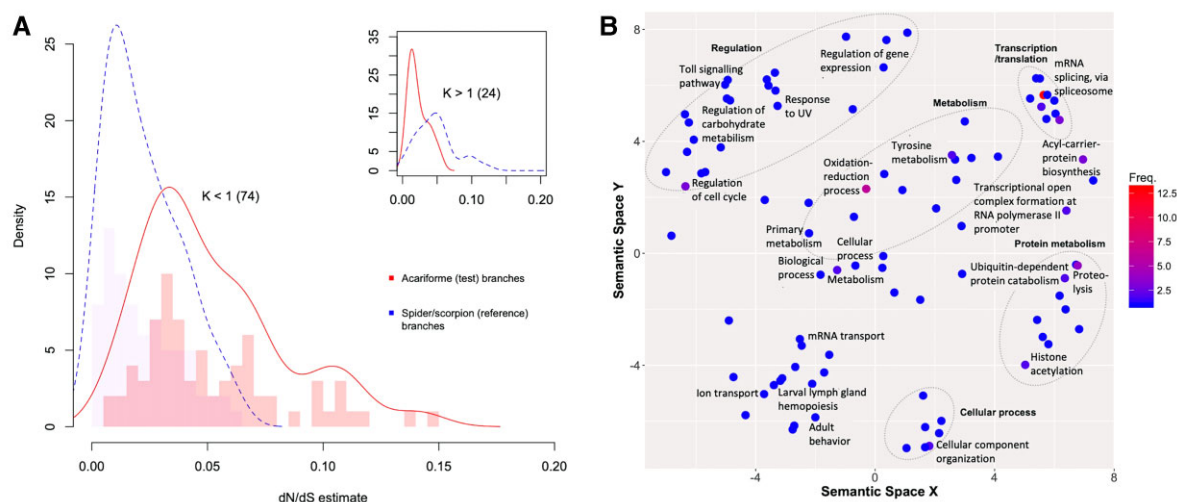 A
Density
25
20
15
10
5
0
0.00
0.05
0.10
0.15
0.20
dN/dS estimate
K < 1 (74)
Acariforme (test) branches
Spider/scorpion (reference)
branches
35
25
15
5
0
0.00
0.10
0.20
K > 1 (24)
B
Semantic Space Y
8
4
0
-4
-4
0
4
8
Semantic Space X
Regulation
Toll signalling
pathway
Regulation of gene
expression
Regulation of
carbohydrate
metabilism
Response
to UV
Regulation
of cell cycle
Transcription
/translation)
mRNA
splicing, via
spliceosome
Metabolism
Tyrosine
metabolism
Oxidation-
reduction
process
Acyl-carrier-
protein
biosynthesis
Transcriptional open
complex formation at
RNA polymerase II
promoter
Primary
metabolism
Cellular
process
Biological
process
Metabolism
Protein metabolism
Ubiquitin-dependent
protein catabolism
Proteo-
lysis
Histone
acetylation
mRNA transport
Ion transport
Larval lymph gland
hemopoiesis
Adult
behavior
Cellular process
Cellular component
organization
Freq.
12.5
10.0
7.5
5.0
2.5